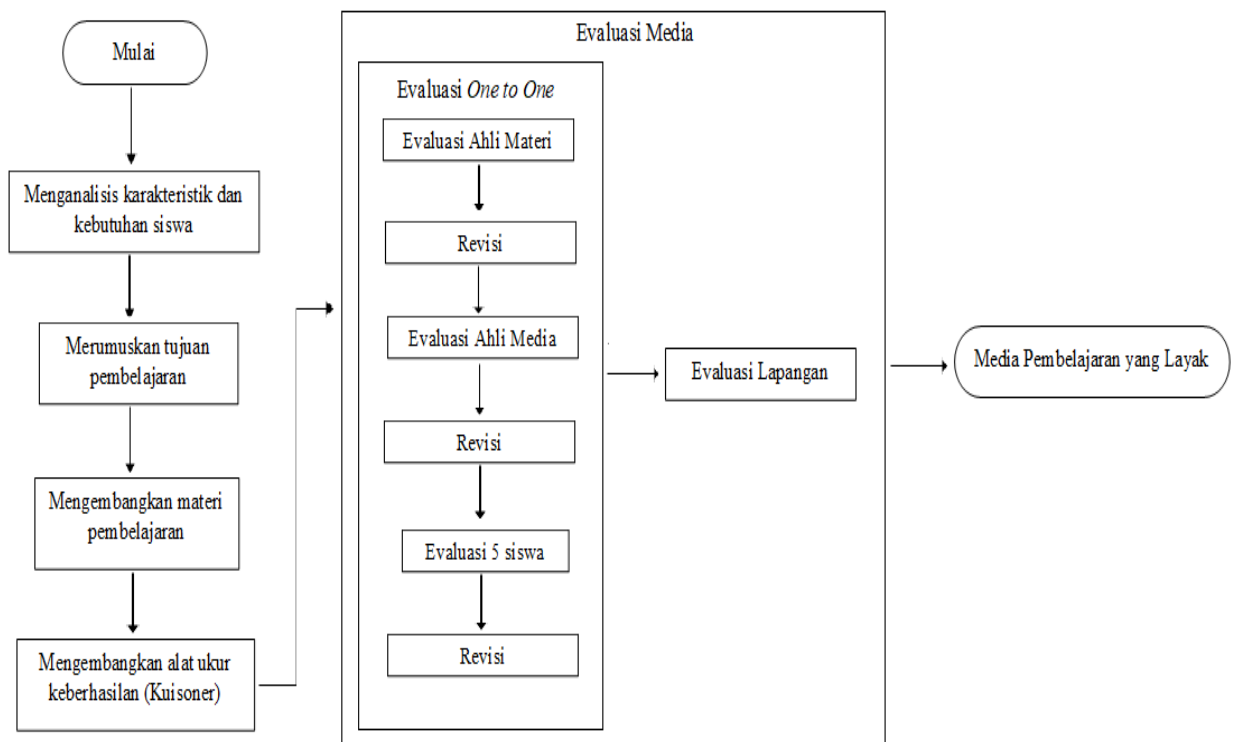 Mulai
Menganalisis karakteristik dan
kebutuhan siswa
Merumuskan tujuan
pembelajaran
Mengembangkan materi
pembelajaran
Mengembangkan alat ukur
keberhasilan (Kuisoner)
Evaluasi Media
Evaluasi One to One
Evaluasi Ahli Materi
Revisi
Evaluasi Ahli Media
Revisi
Evaluasi 5 siswa
Revisi
Evaluasi Lapangan
Media Pembelajaran yang Layak